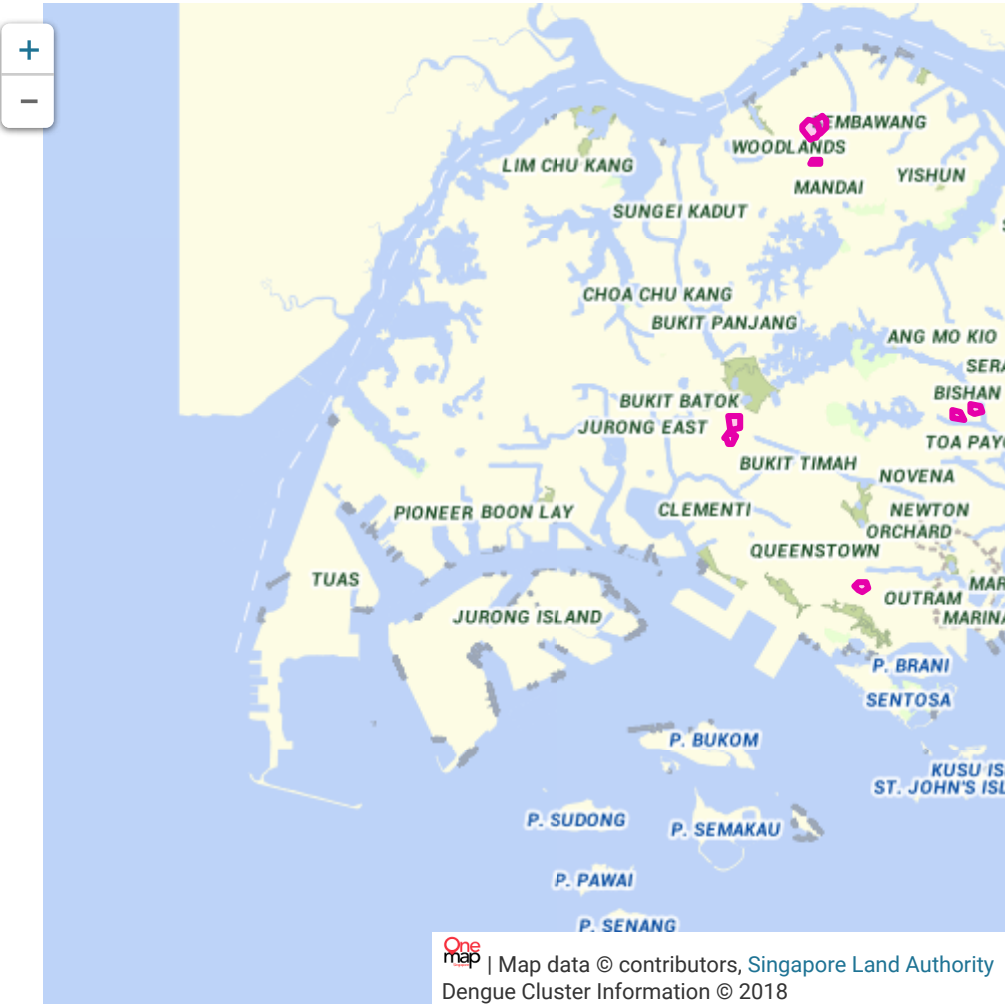 +
−
EMBAWANG
WOODLANDS
LIM CHU KANG
YISHUN
MANDAI
SUNGEI KADUT
CHOA CHU KANG
BUKIT PANJANG
ANG MO KIO
SERA
BISHAN
BUKIT BATOK
JURONG EAST
TOA PAYO
BUKIT TIMAH
NOVENA
PIONEER
BOON LAY
CLEMENTI
NEWTON
ORCHARD
QUEENSTOWN
TUAS
MAR
OUTRAM
JURONG ISLAND
MARINA
P. BRANI
SENTOSA
P. BUKOM
KUSU IS
ST. JOHN'S ISL
P. SUDONG
P. SEMAKAU
P. PAWAI
P. SENANG
One
map
| Map data © contributors, Singapore Land Authority
Dengue Cluster Information © 2018